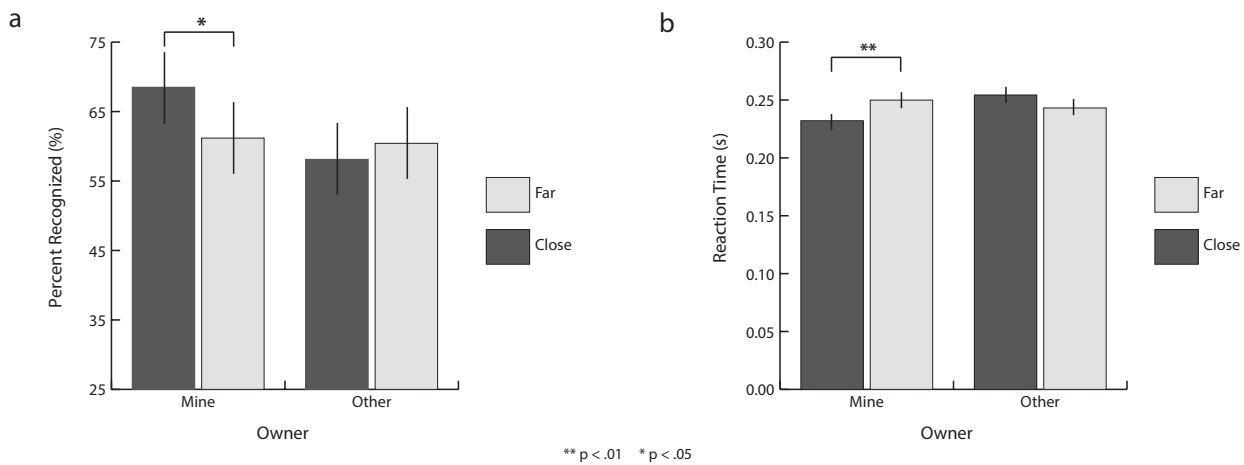 a
*
75
65
55
45
35
25
Percent Recognized (%)
Mine
Other
Owner
Far
Close
b
**
0.30
0.25
0.20
0.15
0.10
0.05
0.00
Reaction Time (s)
Mine
Other
Owner
Far
Close
** p < .01 * p < .05